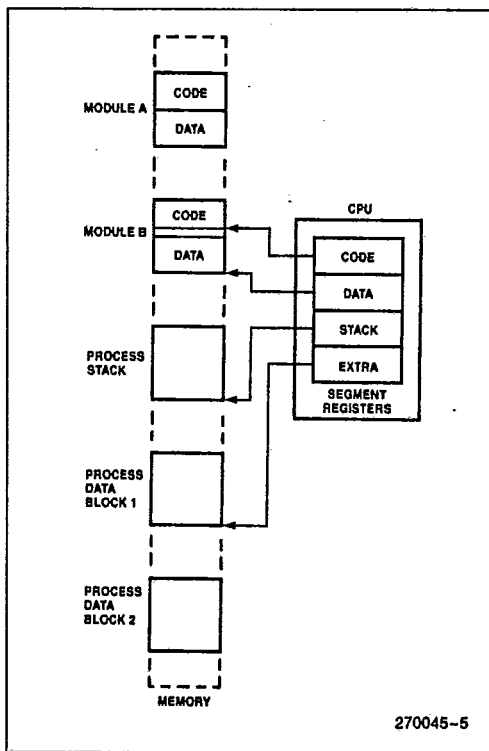 MODULE A
CODE
DATA
MODULE B
CODE
DATA
CPU
CODE
DATA
STACK
EXTRA
SEGMENT
REGISTERS
PROCESS
STACK
PROCESS
DATA
BLOCK 1
PROCESS
DATA
BLOCK 2
MEMORY
270045-5